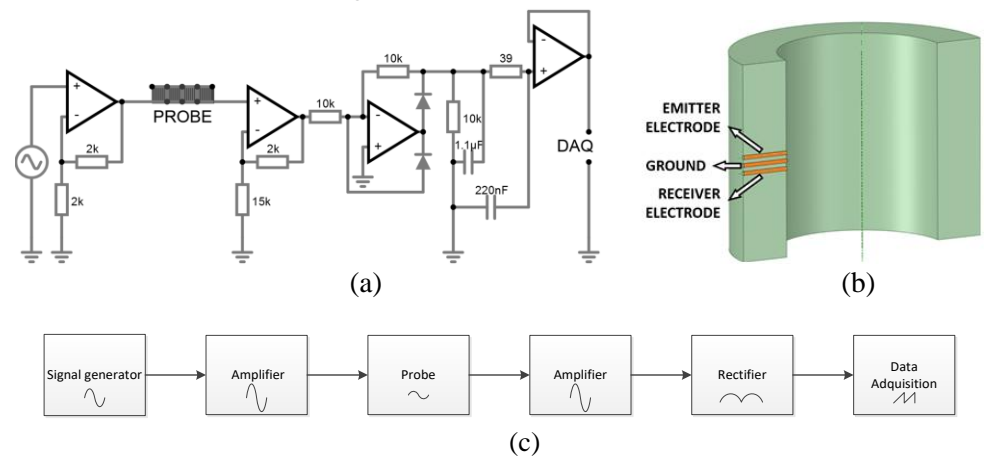 10k
39
-
+
+
-
PROBE
+
-
10k
-
+
10k
DAQ
2k
2k
1.1µF
2k
15k
220nF
(a)
EMITTER
ELECTRODE
GROUND
RECEIVER
ELECTRODE
(b)
Signal generator
Amplifier
Probe
Amplifier
Rectifier
Data
Adquisition
(c)